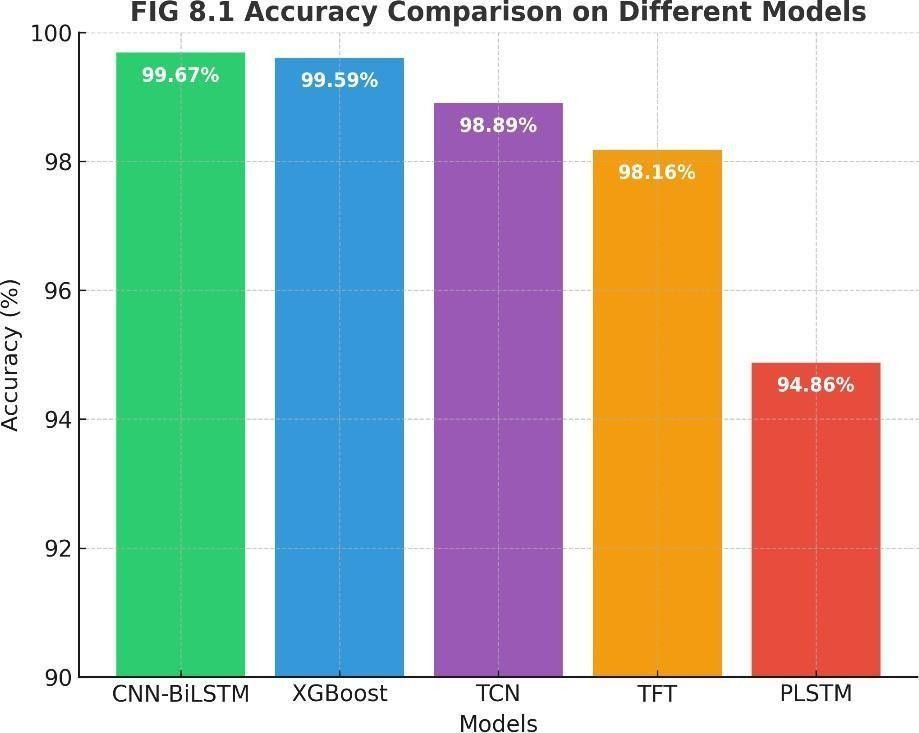 FIG 8.1 Accuracy Comparison on Different Models
100
98
96
94
92
90
Accuracy (%)
99.67%
99.59%
98.89%
98.16%
94.86%
CNN-BiLSTM XGBoost TCN TFT PLSTM
Models